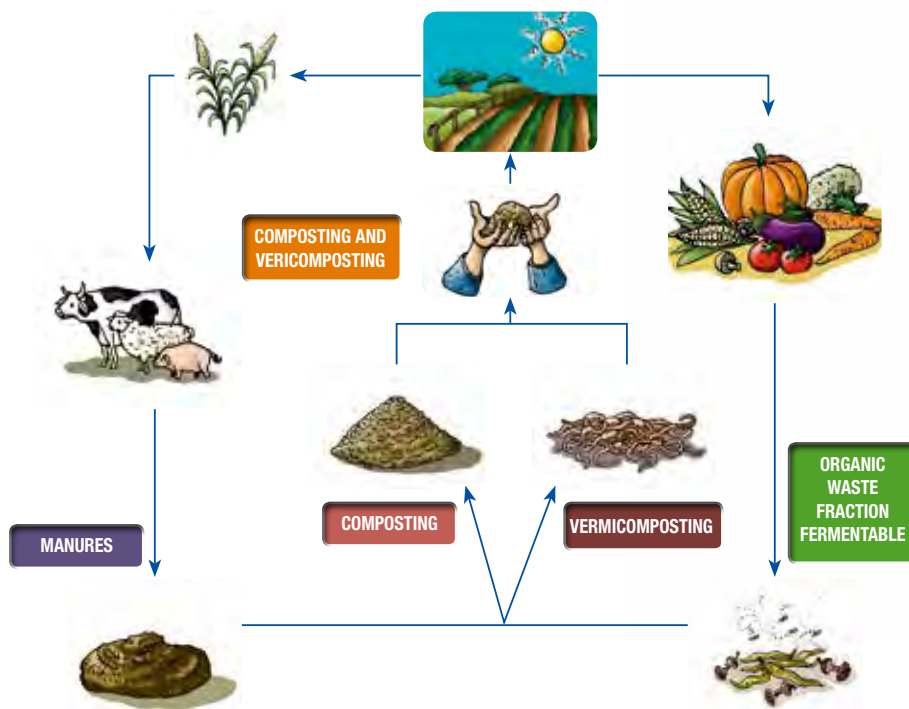 COMPOSTING AND
VERICOMPOSTING
MANURES
COMPOSTING
VERMICOMPOSTING
ORGANIC
WASTE
FRACTION
FERMENTABLE